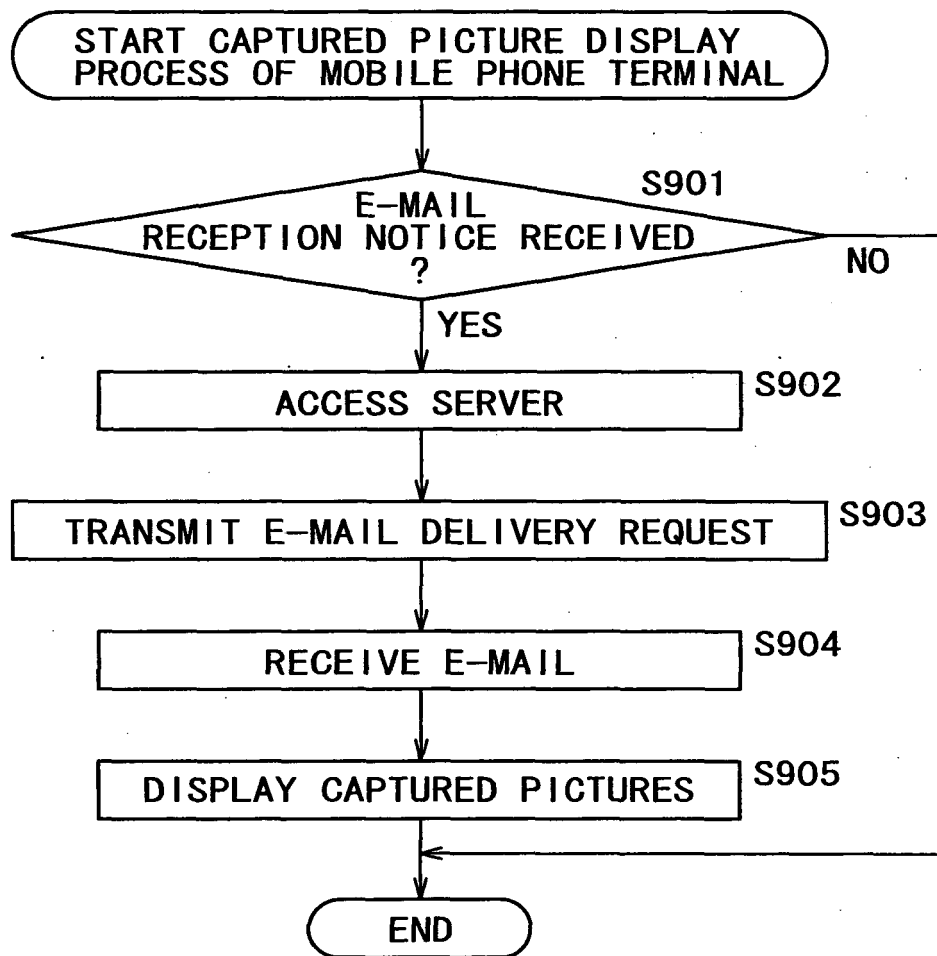 START CAPTURED PICTURE DISPLAY
PROCESS OF MOBILE PHONE TERMINAL
S901
E-MAIL
RECEPTION NOTICE RECEIVED
?
NO
YES
S902
ACCESS SERVER
S903
TRANSMIT E-MAIL DELIVERY REQUEST
S904
RECEIVE E-MAIL
S905
DISPLAY CAPTURED PICTURES
END